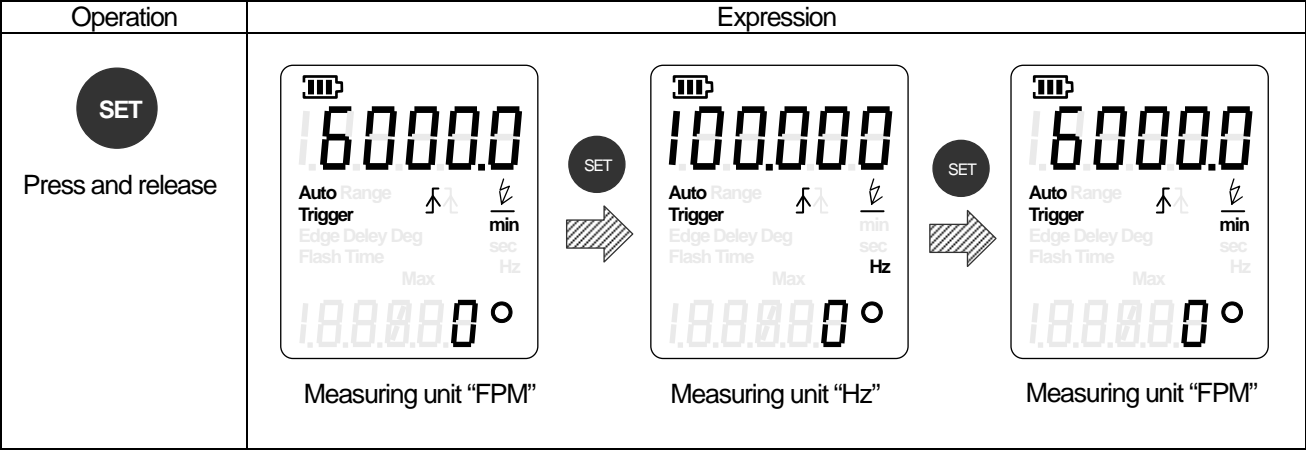 Operation
Expression
SET
Press and release
6000.0
Auto Range
Trigger
min
Edge Deley Deg
sec
Flash Time
Hz
Max
0°
Measuring unit “FPM”
SET
100.000
Auto Range
Trigger
min
Edge Deley Deg
sec
Flash Time
Hz
Max
0°
Measuring unit “Hz”
SET
6000.0
Auto Range
Trigger
min
Edge Deley Deg
sec
Flash Time
Hz
Max
0°
Measuring unit “FPM”